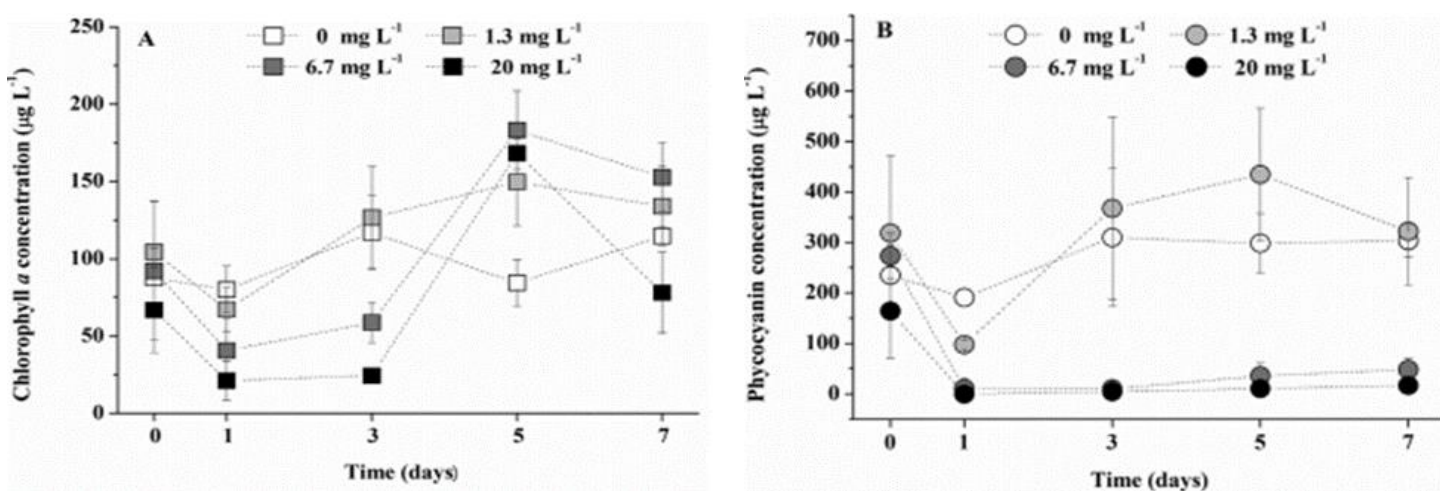 A
0 mg L⁻¹ 1.3 mg L⁻¹
6.7 mg L⁻¹ 20 mg L⁻¹
Chlorophyll a concentration (µg L⁻¹)
250
200
150
100
50
0
0 1 3 5 7
Time (days)
B
0 mg L⁻¹ 1.3 mg L⁻¹
6.7 mg L⁻¹ 20 mg L⁻¹
Phycocyanin concentration (µg L⁻¹)
700
600
500
400
300
200
100
0
0 1 3 5 7
Time (days)